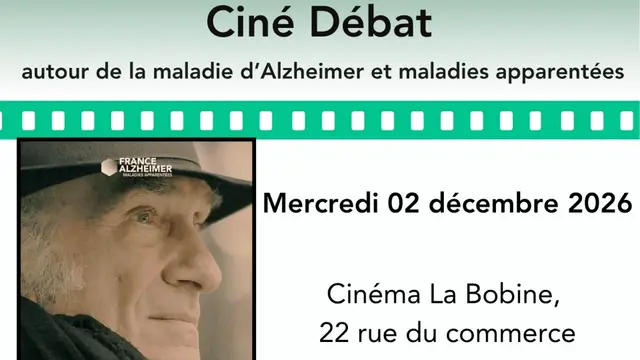 Ciné Débat
autour de la maladie d’Alzheimer et maladies apparentées
FRANCE
ALZHEIMER
MALADIES APPARENTÉES
Mercredi 02 décembre 2026
Cinéma La Bobine,
22 rue du commerce